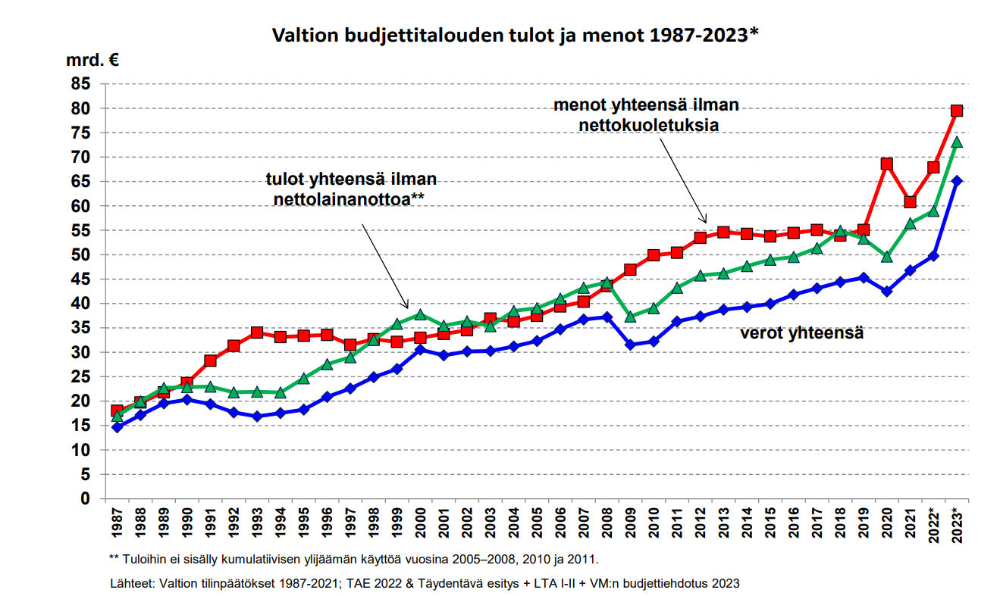 Valtion budjettitalouden tulot ja menot 1987-2023*
mrd. €
85
80
75
70
65
60
55
50
45
40
35
30
25
20
15
10
5
0
menot yhteensä ilman
nettokuoletuksia
tulot yhteensä ilman
nettolainanottoa**
verot yhteensä
1987 1988 1989 1990 1991 1992 1993 1994 1995 1996 1997 1998 1999 2000 2001 2002 2003 2004 2005 2006 2007 2008 2009 2010 2011 2012 2013 2014 2015 2016 2017 2018 2019 2020 2021 2022* 2023*
** Tuloihin ei sisälly kumulatiivisen ylijäämän käyttöä vuosina 2005–2008, 2010 ja 2011.
Lähteet: Valtion tilinpäätökset 1987-2021; TAE 2022 & Täydentävä esitys + LTA I-II + VM:n budjettiehdotus 2023